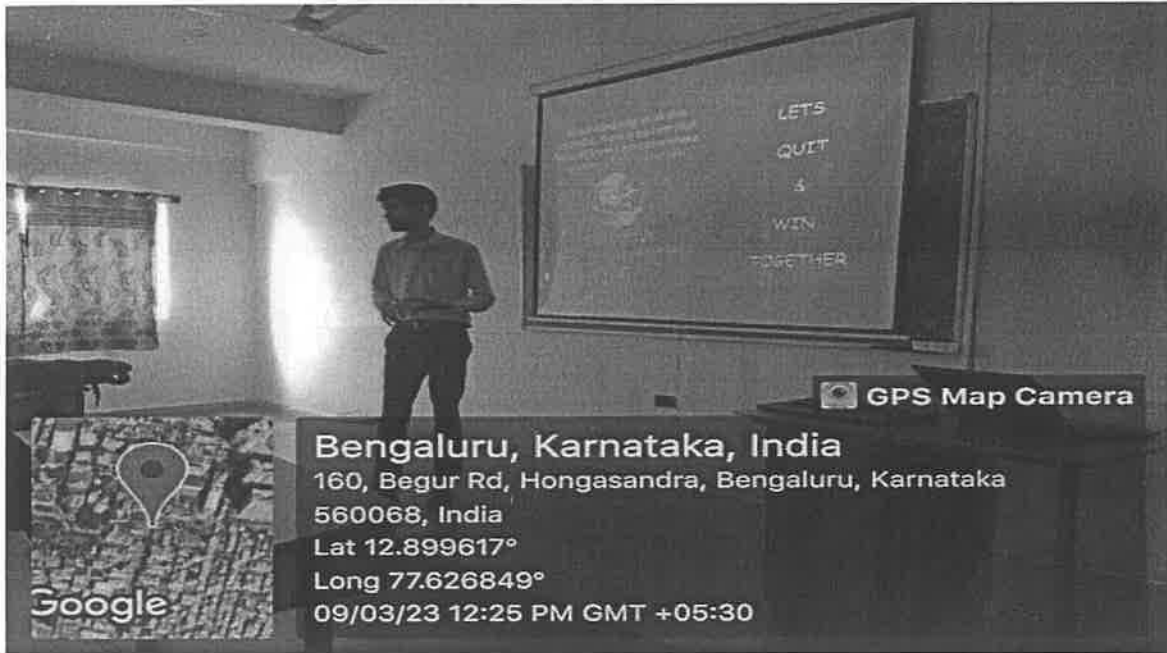 LETS
QUIT
&
WIN
TOGETHER
GPS Map Camera
Bengaluru, Karnataka, India
160, Begur Rd, Hongasandra, Bengaluru, Karnataka
560068, India
Lat 12.899617°
Long 77.626849°
09/03/23 12:25 PM GMT +05:30
Google